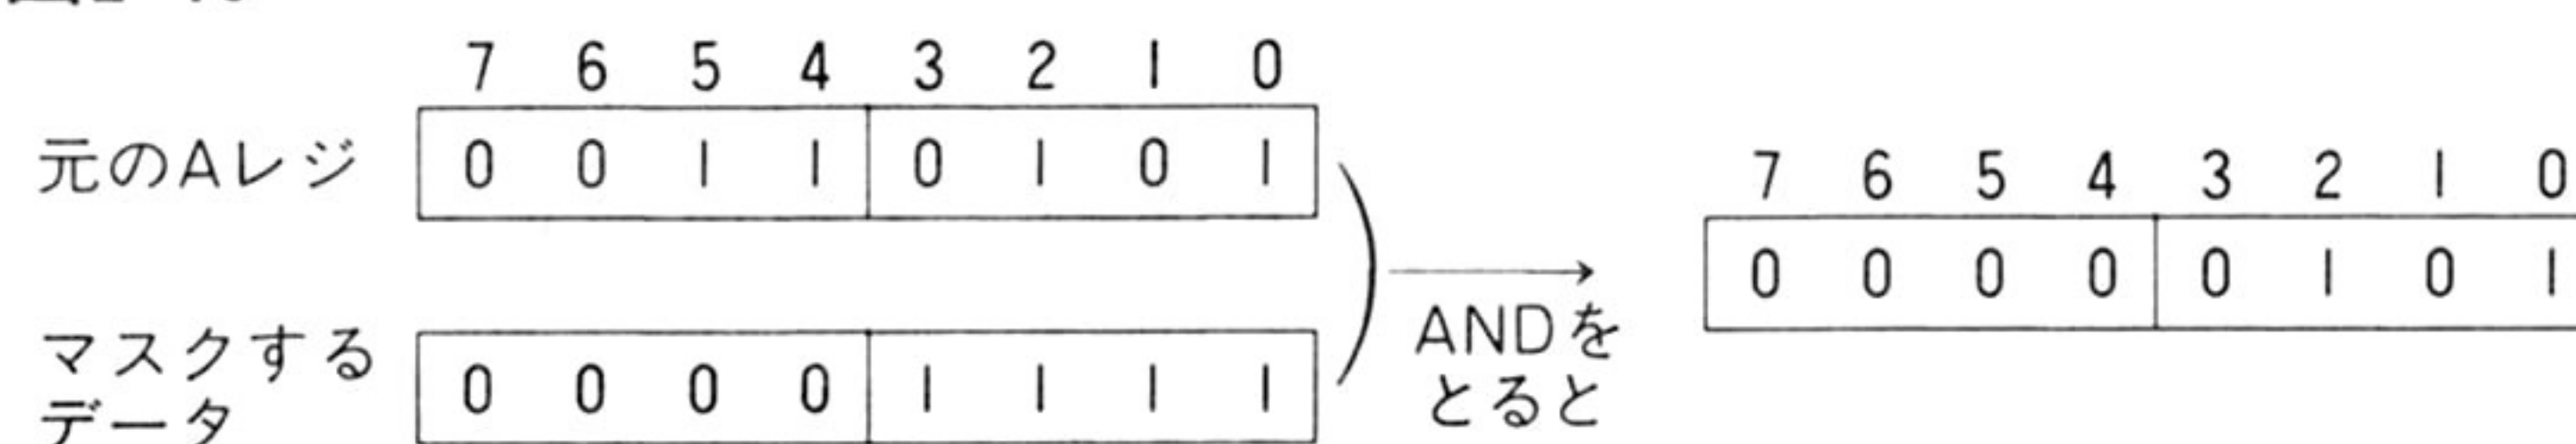 7 6 5 4 3 2 1 0
元のAレジ 0 0 1 1 0 1 0 1
マスクする
データ 0 0 0 0 1 1 1 1
ANDを
とると
7 6 5 4 3 2 1 0
0 0 0 0 0 1 0 1